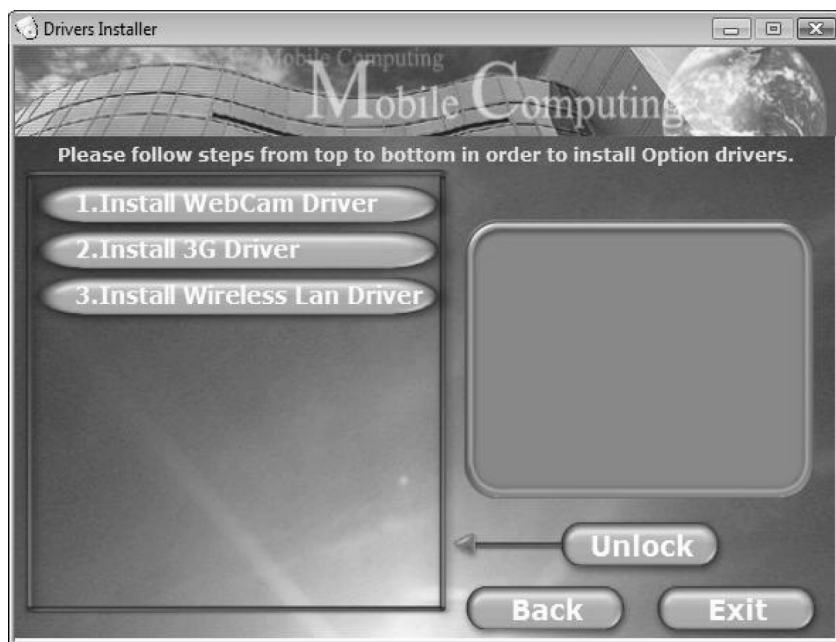 Drivers Installer
Mobile Computing
Mobile Computing
Please follow steps from top to bottom in order to install Option drivers.
1.Install WebCam Driver
2.Install 3G Driver
3.Install Wireless Lan Driver
Unlock
Back
Exit